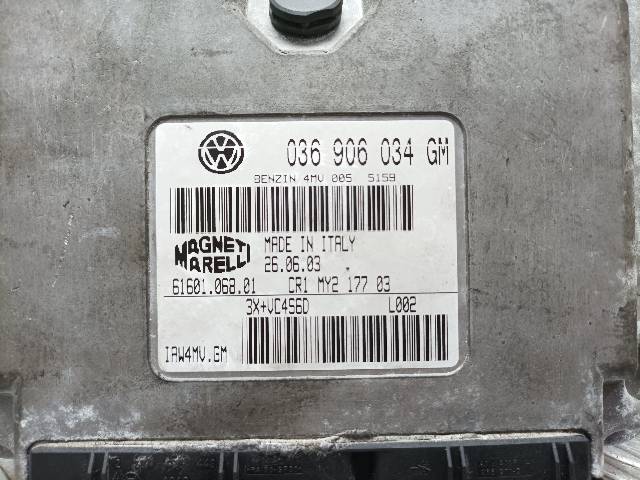 036 906 034 GM
BENZIN 4MV 005 5159
MAGNETI
MARELLI
MADE IN ITALY
26.06.03
61601.068.01 CR1 MY2 177 03
3X+VC456D L002
IAW4MV.GM